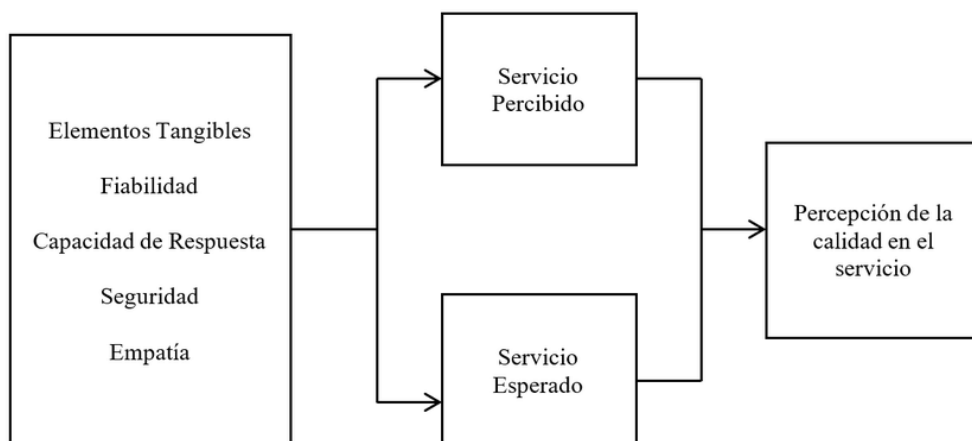 Elementos Tangibles
Fiabilidad
Capacidad de Respuesta
Seguridad
Empatía
Servicio
Percibido
Servicio
Esperado
Percepción de la
calidad en el
servicio